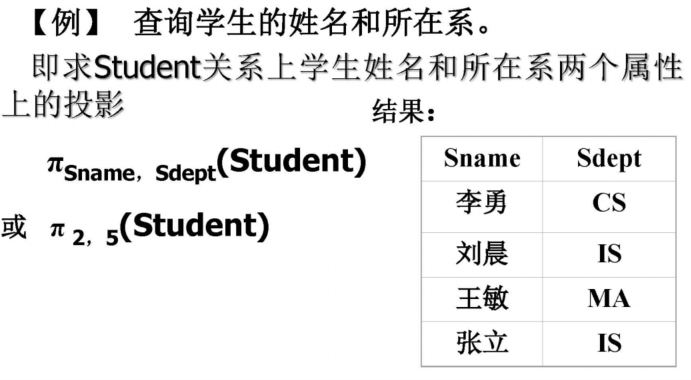 【例】 查询学生的姓名和所在系。
即求Student关系上学生姓名和所在系两个属性
上的投影
结果：
πSname，Sdept(Student)
或 π 2，5(Student)
Sname Sdept
李勇 CS
刘晨 IS
王敏 MA
张立 IS